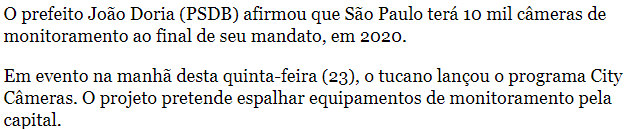 O prefeito João Doria (PSDB) afirmou que São Paulo terá 10 mil câmeras de
monitoramento ao final de seu mandato, em 2020.
Em evento na manhã desta quinta-feira (23), o tucano lançou o programa City
Câmeras. O projeto pretende espalhar equipamentos de monitoramento pela
capital.